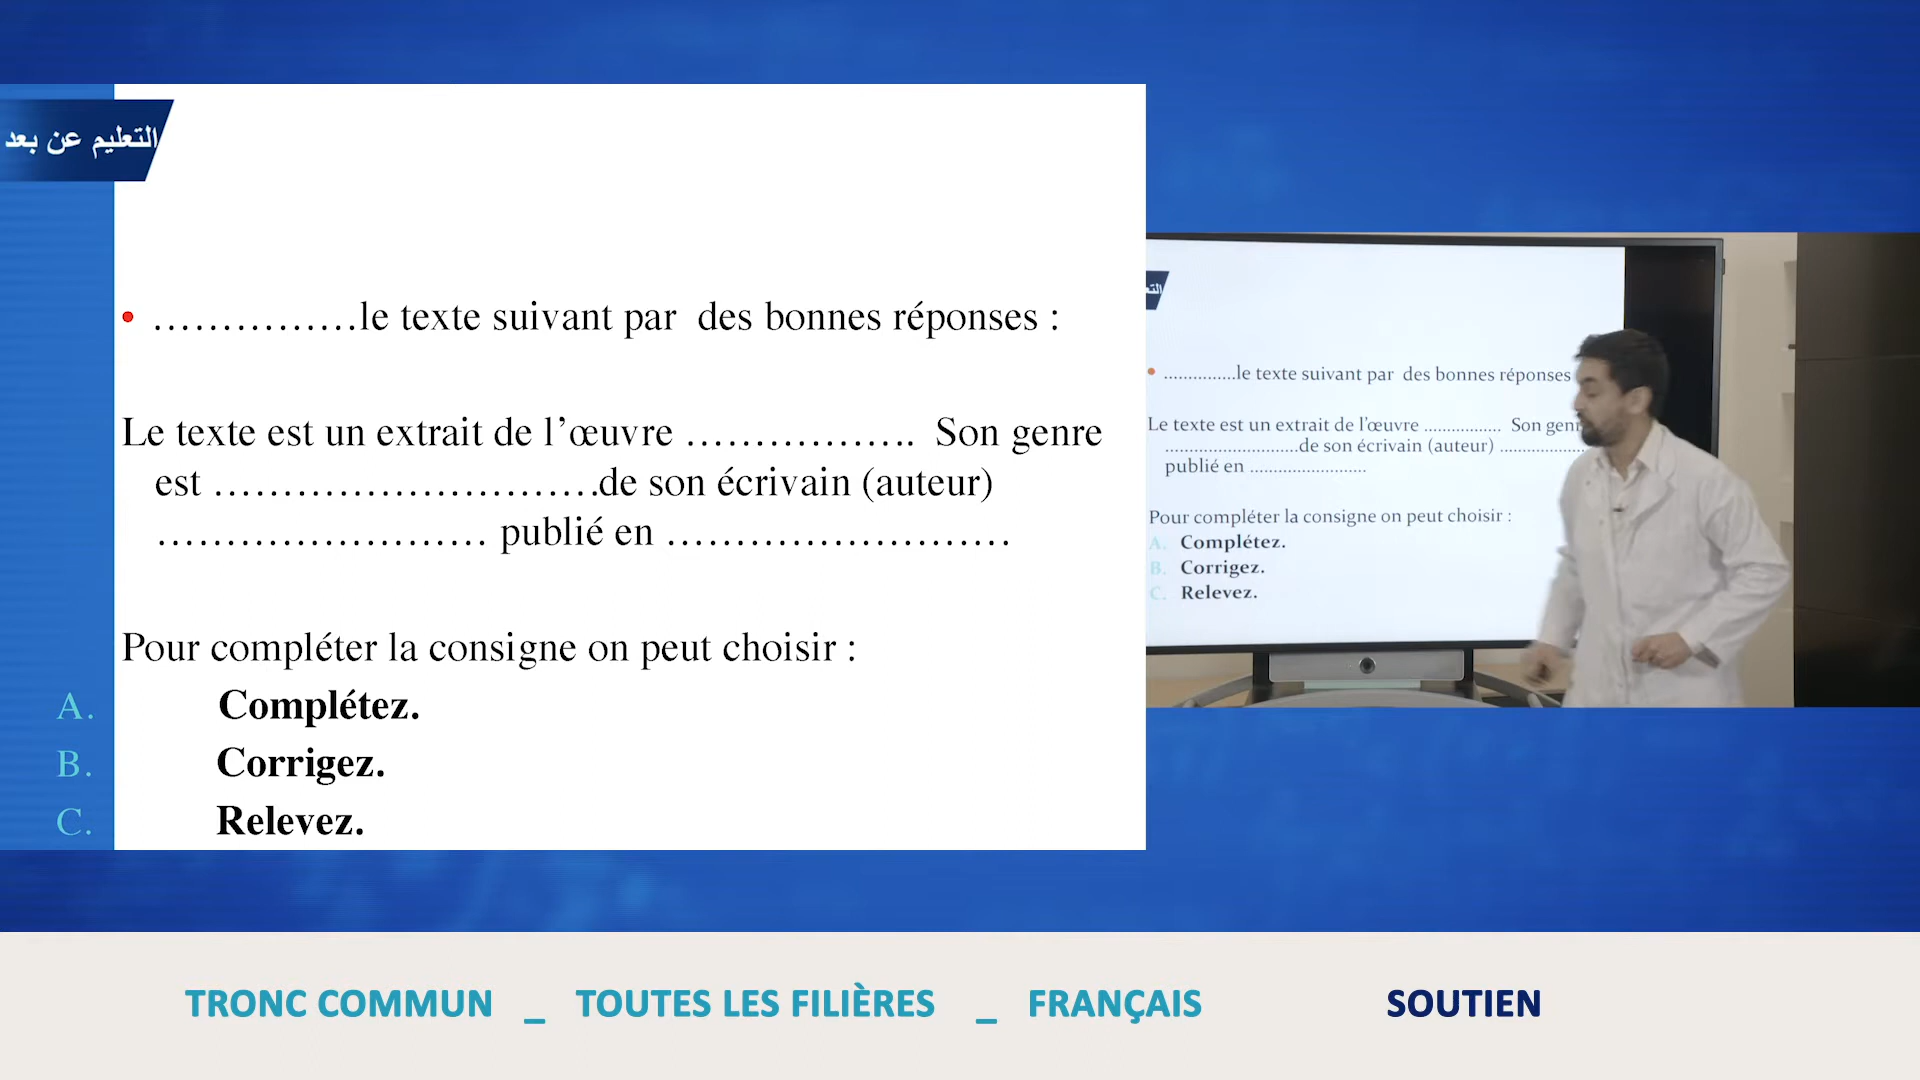 التعليم عن بعد
• ……………le texte suivant par des bonnes réponses :
Le texte est un extrait de l’œuvre …………….. Son genre
est ……………………….de son écrivain (auteur)
…………………… publié en …………………….
Pour compléter la consigne on peut choisir :
A. Complétez.
B. Corrigez.
C. Relevez.
• ...............le texte suivant par des bonnes réponses
Le texte est un extrait de l’œuvre ................ Son
............................de son écrivain (auteur) ..................
publié en ........................
Pour compléter la consigne on peut choisir :
A. Complétez.
B. Corrigez.
C. Relevez.
TRONC COMMUN _ TOUTES LES FILIÈRES _ FRANÇAIS SOUTIEN